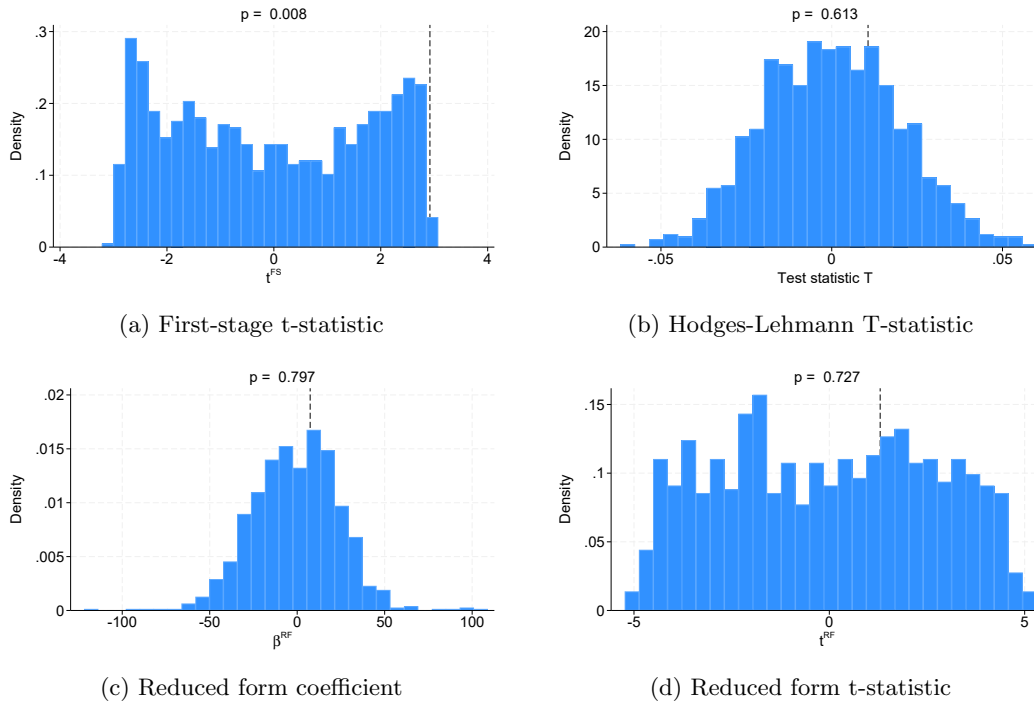 p = 0.008
.3
.2
.1
0
Density
-4
-2
0
2
4
t^FS
(a) First-stage t-statistic
p = 0.613
20
15
10
5
0
Density
-.05
0
.05
Test statistic T
(b) Hodges-Lehmann T-statistic
p = 0.797
.02
.015
.01
.005
0
Density
-100
-50
0
50
100
β^RF
(c) Reduced form coefficient
p = 0.727
.15
.1
.05
0
Density
-5
0
5
t^RF
(d) Reduced form t-statistic